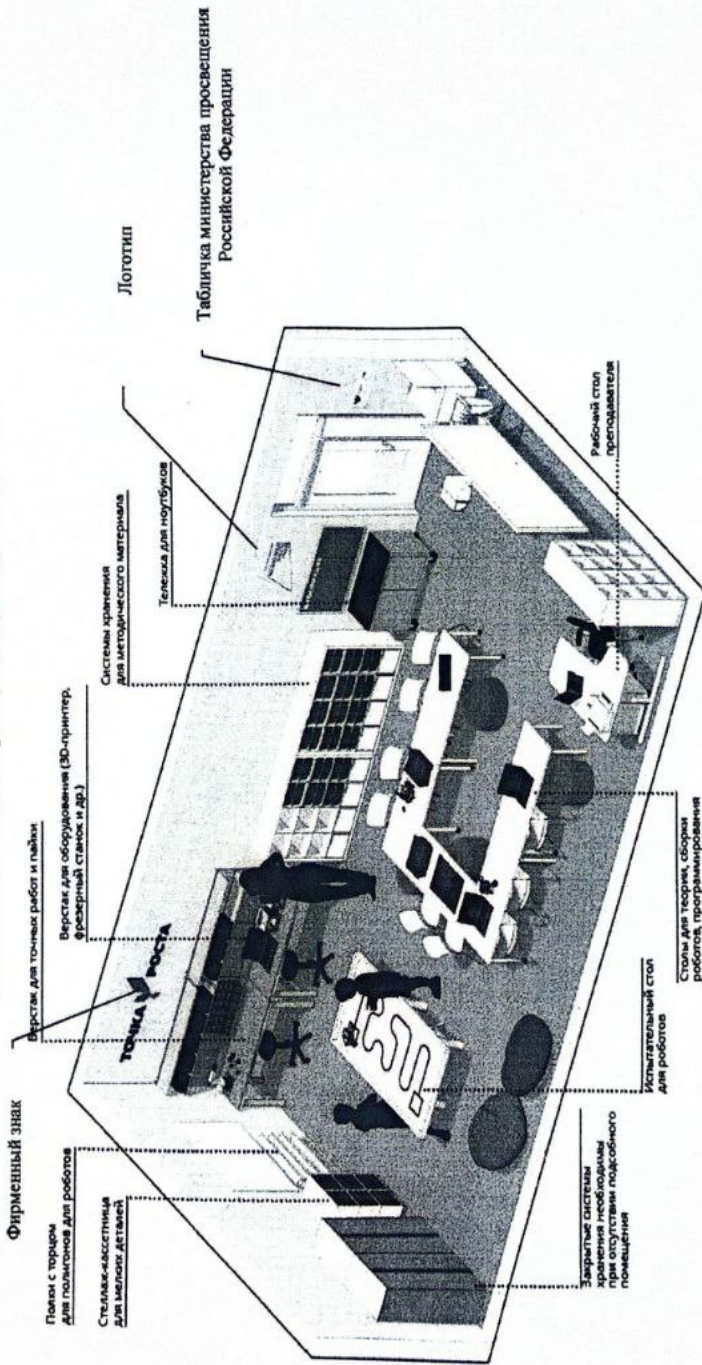 Фирменный знак
Логотип
Табличка министерства просвещения
Российской Федерации
Полки с торцом
для полигонов для роботов
Стеллаж-кассетница
для мелких деталей
Верстак для точных работ и пайки
Верстак для оборудования (3D-принтер,
фрезерный станок и др.)
Системы хранения
для методического материала
Тележка для ноутбуков
ТОЧКА РОСТА
Закрытые системы
хранения необходимы
при отсутствии подсобного
помещения
Испытательный стол
для роботов
Столы для теории, сборки
роботов, программирования
Рабочий стол
преподавателя